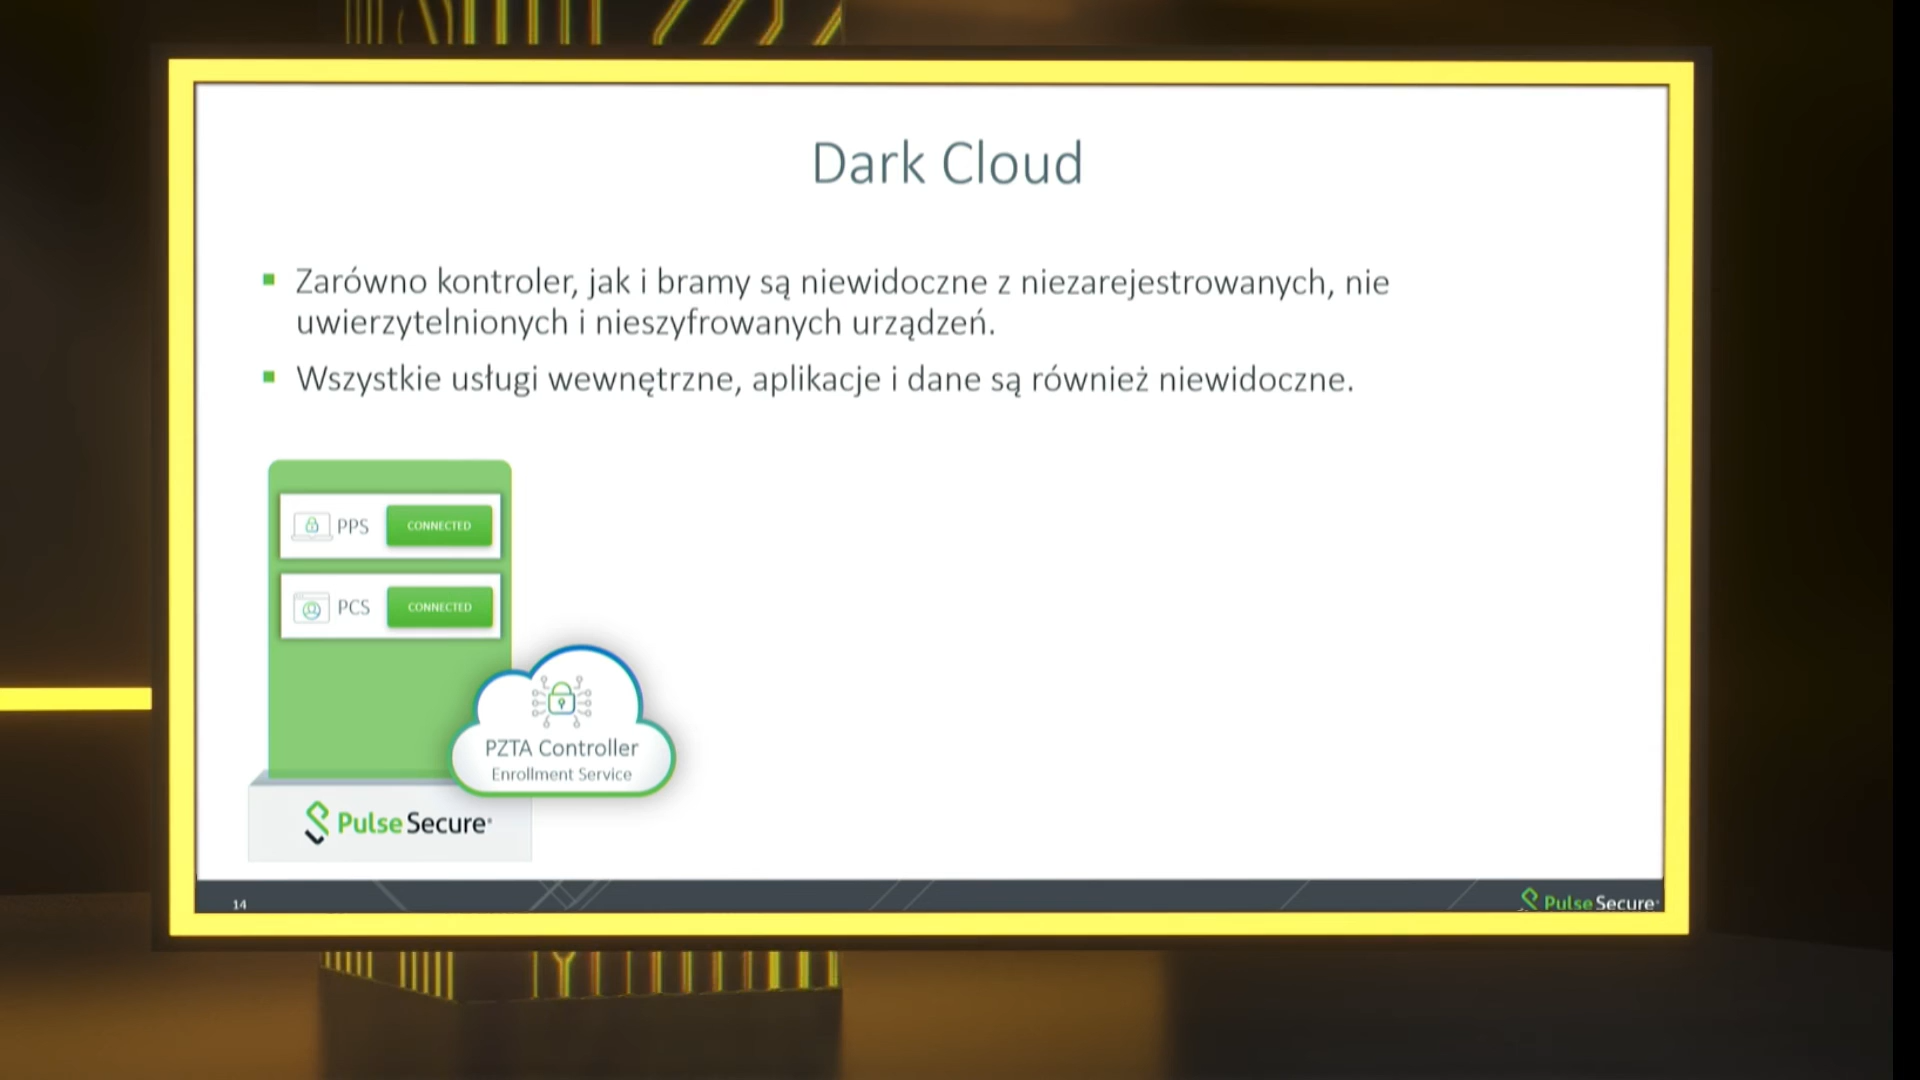 Dark Cloud
Zarówno kontroler, jak i bramy są niewidoczne z niezarejestrowanych, nie
uwierzytelnionych i nieszyfrowanych urządzeń.
Wszystkie usługi wewnętrzne, aplikacje i dane są również niewidoczne.
PPS CONNECTED
PCS CONNECTED
PZTA Controller
Enrollment Service
Pulse Secure
14
Pulse Secure